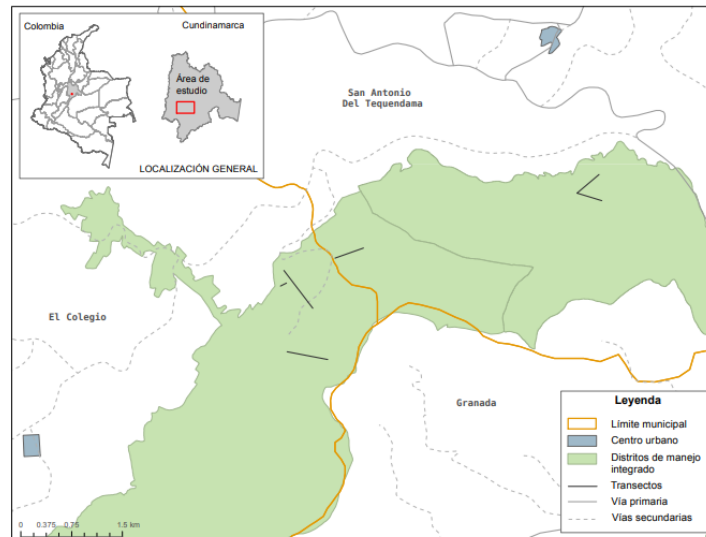 Colombia
Cundinamarca
Área de
estudio
LOCALIZACIÓN GENERAL
San Antonio
Del Tequendama
El Colegio
Granada
Leyenda
Límite municipal
Centro urbano
Distritos de manejo
integrado
Transectos
Vía primaria
Vías secundarias
0 0.375 0.75 1.5 km